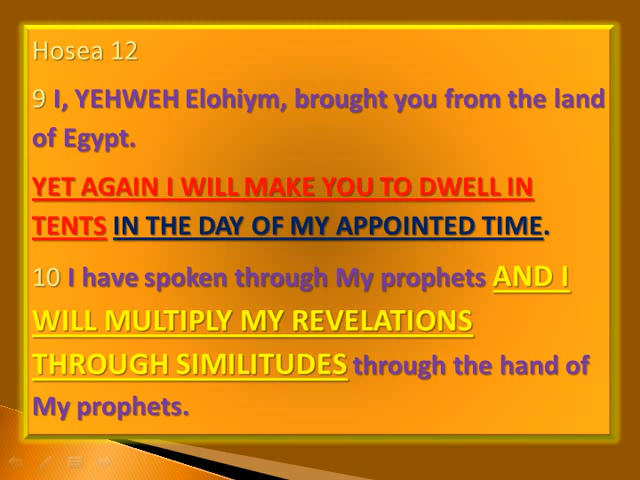 Hosea 12
9 I, YEHWEH Elohiym, brought you from the land
of Egypt.
YET AGAIN I WILL MAKE YOU TO DWELL IN
TENTS IN THE DAY OF MY APPOINTED TIME.
10 I have spoken through My prophets AND I
WILL MULTIPLY MY REVELATIONS
THROUGH SIMILITUDES through the hand of
My prophets.